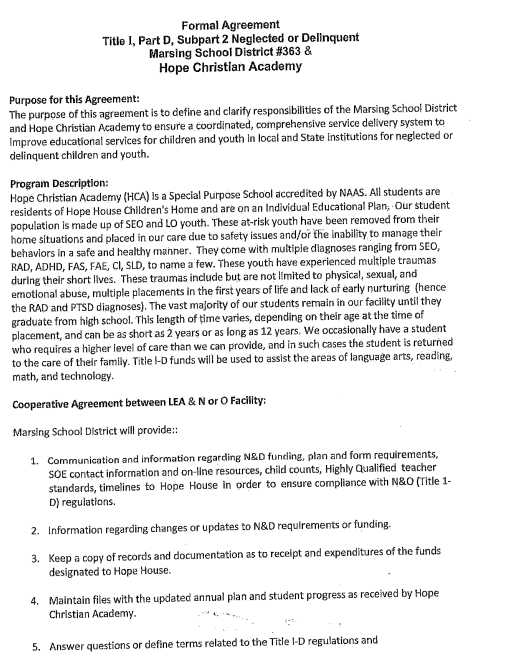 Formal Agreement
Title I, Part D, Subpart 2 Neglected or Delinquent
Marsing School District #363 &
Hope Christian Academy
Purpose for this Agreement:
The purpose of this agreement is to define and clarify responsibilities of the Marsing School District
and Hope Christian Academy to ensure a coordinated, comprehensive service delivery system to
improve educational services for children and youth in local and State institutions for neglected or
delinquent children and youth.
Program Description:
Hope Christian Academy (HCA) is a Special Purpose School accredited by NAAS. All students are
residents of Hope House Children's Home and are on an Individual Educational Plan. Our student
population is made up of SEO and LO youth. These at-risk youth have been removed from their
home situations and placed in our care due to safety issues and/or the inability to manage their
behaviors in a safe and healthy manner. They come with multiple diagnoses ranging from SEO,
RAD, ADHD, FAS, FAE, CI, SLD, to name a few. These youth have experienced multiple traumas
during their short lives. These traumas include but are not limited to physical, sexual, and
emotional abuse, multiple placements in the first years of life and lack of early nurturing (hence
the RAD and PTSD diagnoses). The vast majority of our students remain in our facility until they
graduate from high school. This length of time varies, depending on their age at the time of
placement, and can be as short as 2 years or as long as 12 years. We occasionally have a student
who requires a higher level of care than we can provide, and in such cases the student is returned
to the care of their family. Title I-D funds will be used to assist the areas of language arts, reading,
math, and technology.
Cooperative Agreement between LEA & N or O Facility:
Marsing School District will provide::
1. Communication and information regarding N&D funding, plan and form requirements,
SOE contact information and on-line resources, child counts, Highly Qualified teacher
standards, timelines to Hope House in order to ensure compliance with N&O (Title 1-
D) regulations.
2. Information regarding changes or updates to N&D requirements or funding.
3. Keep a copy of records and documentation as to receipt and expenditures of the funds
designated to Hope House.
4. Maintain files with the updated annual plan and student progress as received by Hope
Christian Academy.
5. Answer questions or define terms related to the Title I-D regulations and